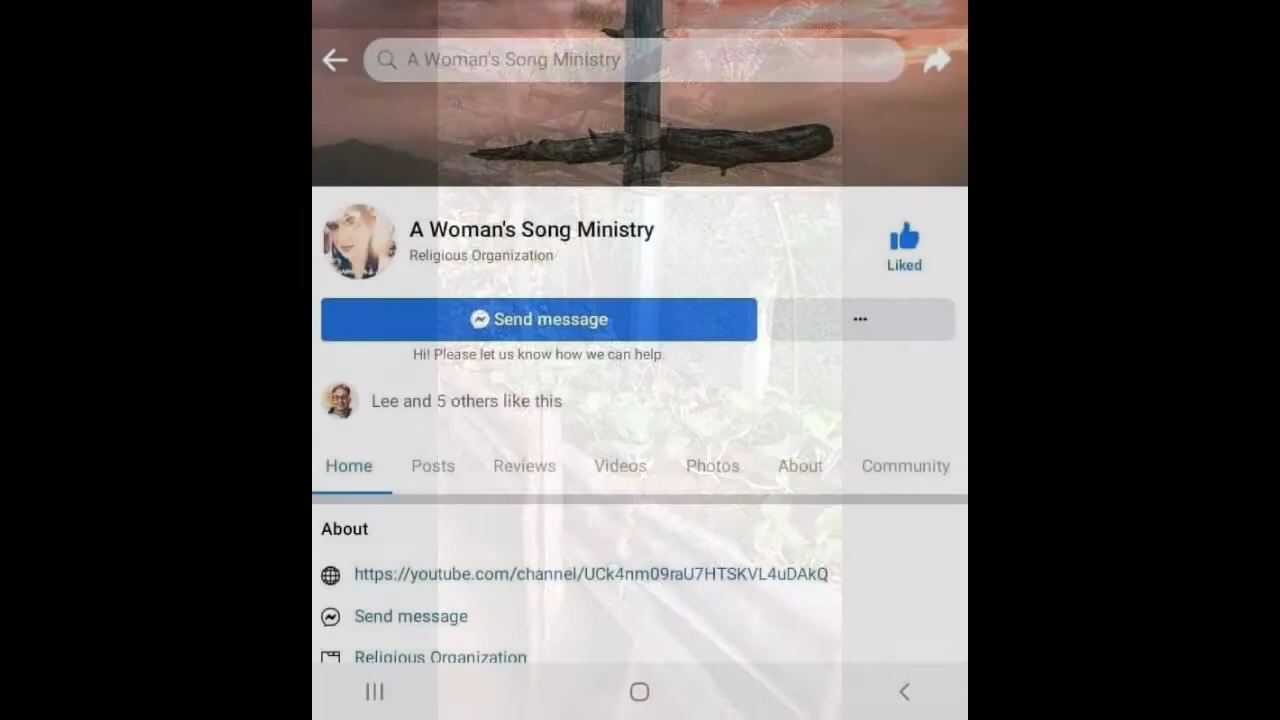 A Woman's Song Ministry
A Woman's Song Ministry
Religious Organization
Liked
Send message
Hi! Please let us know how we can help.
Lee and 5 others like this
Home Posts Reviews Videos Photos About Community
About
https://youtube.com/channel/UCk4nm09raU7HTSKVL4uDAkQ
Send message
Religious Organization